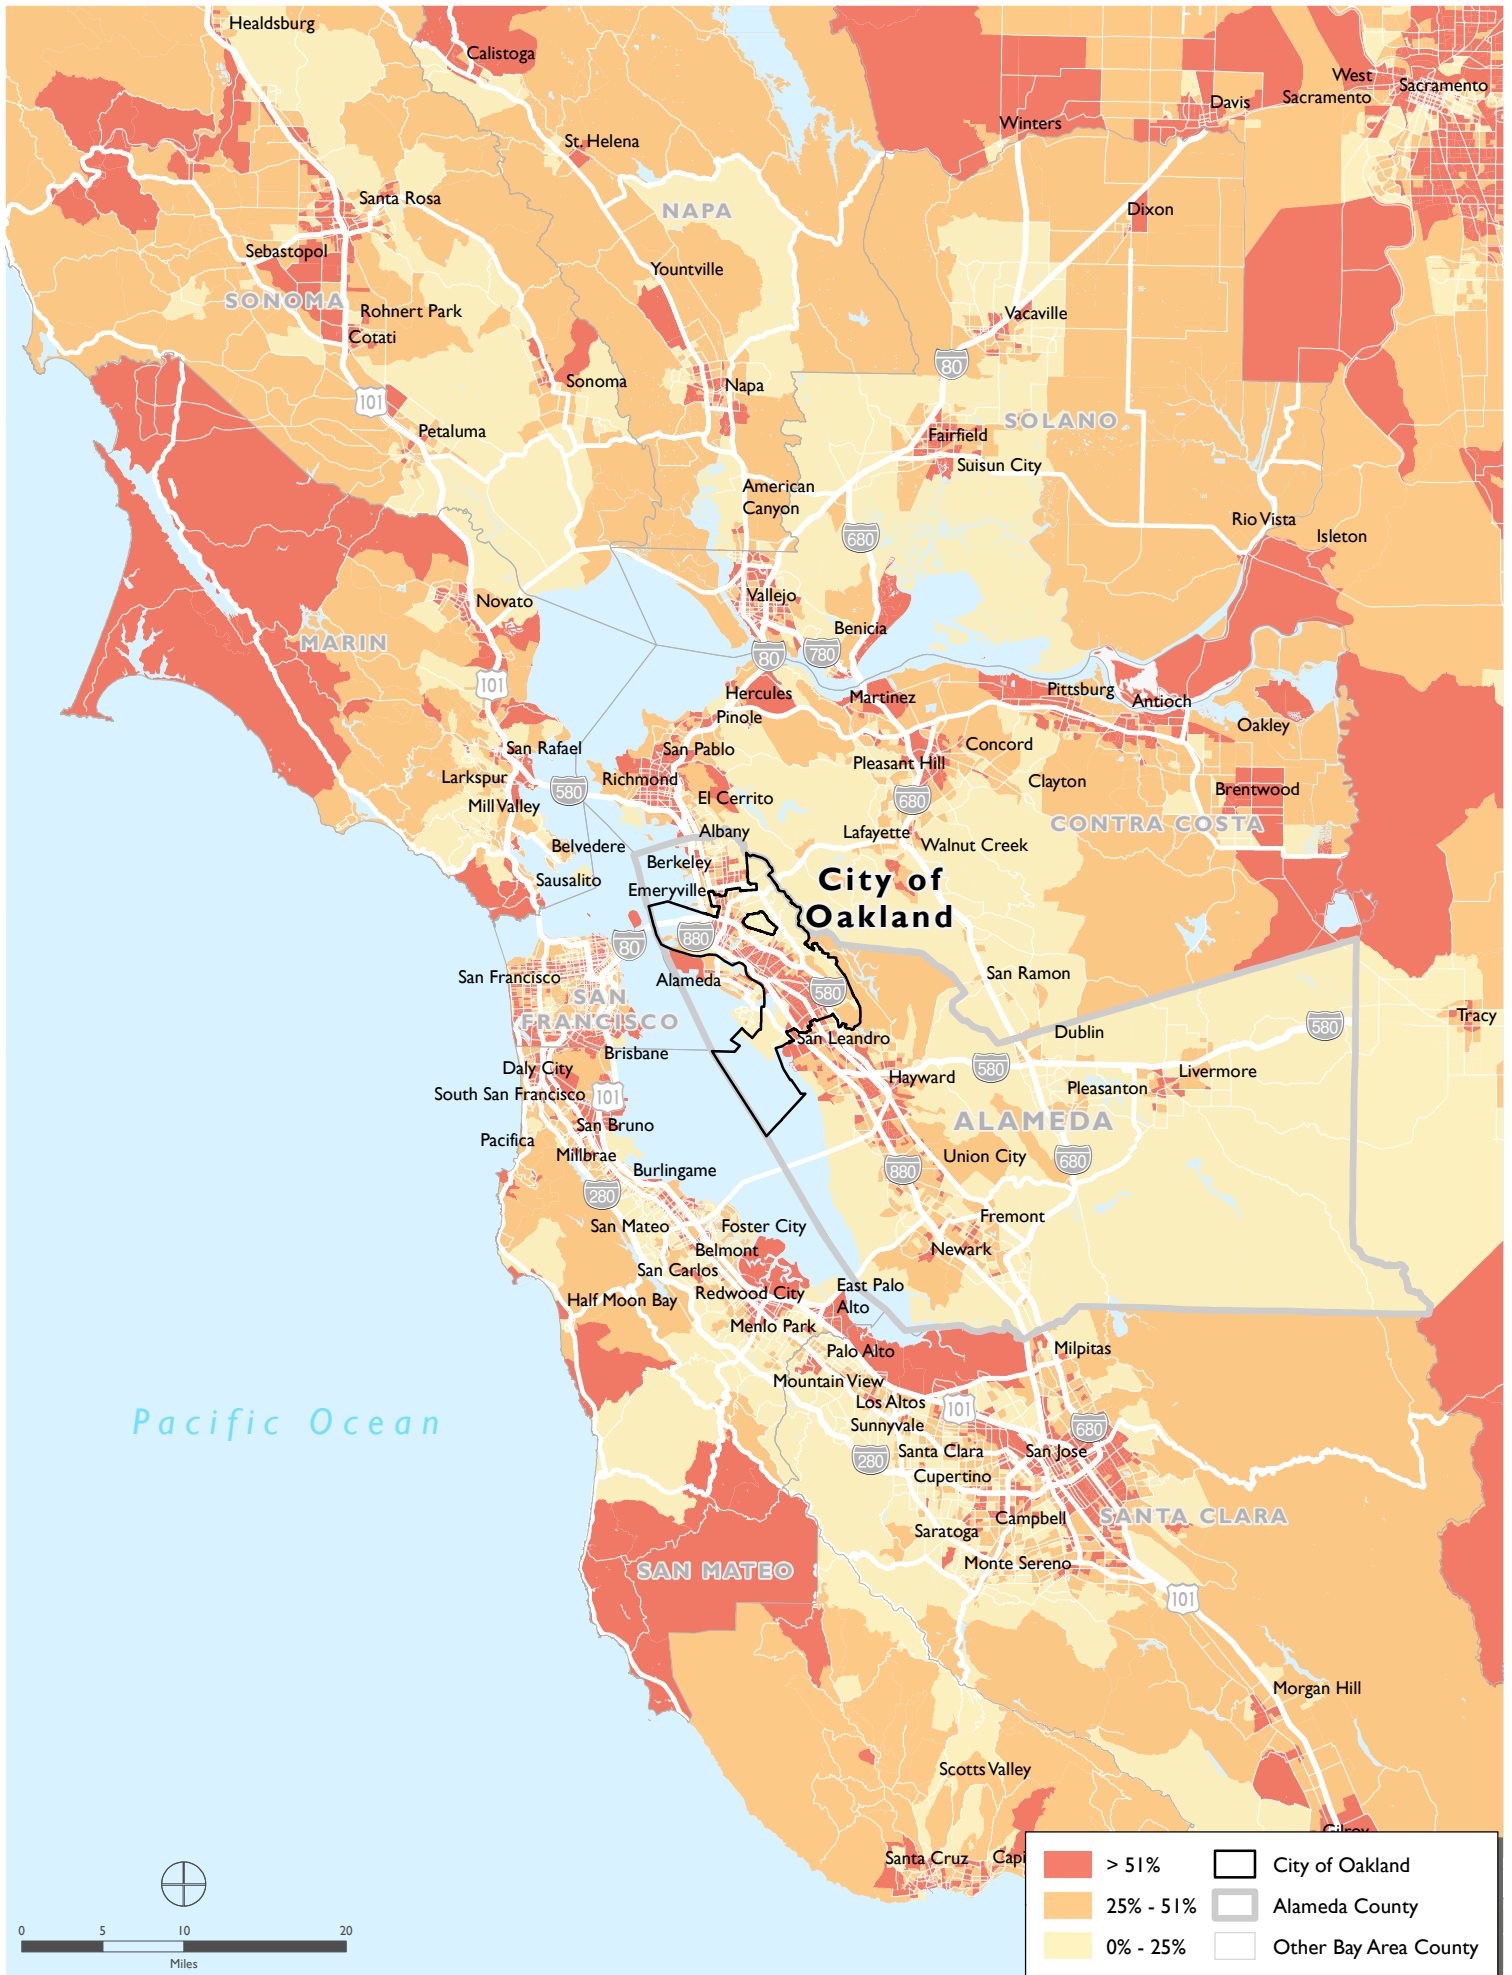 Healdsburg
Calistoga
West
Sacramento
Sacramento
Davis
Winters
St. Helena
Santa Rosa
NAPA
Dixon
Sebastopol
Yountville
SONOMA
Rohnert Park
Cotati
Vacaville
80
Sonoma
Napa
101
SOLANO
Petaluma
Fairfield
Suisun City
American
Canyon
Rio Vista
680
Isleton
Vallejo
Novato
Benicia
MARIN
80
780
101
Hercules
Martinez
Pittsburg
Antioch
Pinole
Oakley
San Rafael
San Pablo
Concord
Pleasant Hill
Larkspur
Richmond
Clayton
580
Brentwood
Mill Valley
El Cerrito
680
CONTRA COSTA
Albany
Lafayette
Walnut Creek
Belvedere
Berkeley
Sausalito
Emeryville
City of
Oakland
80
880
San Francisco
Alameda
San Ramon
580
SAN
FRANCISCO
Tracy
580
San Leandro
Dublin
Brisbane
Daly City
580
Livermore
Hayward
Pleasanton
South San Francisco
101
ALAMEDA
San Bruno
Pacifica
Millbrae
Union City
680
Burlingame
880
280
San Mateo
Foster City
Fremont
Belmont
Newark
San Carlos
East Palo
Alto
Redwood City
Half Moon Bay
Menlo Park
Palo Alto
Milpitas
Mountain View
Los Altos
101
Pacific Ocean
Sunnyvale
680
Santa Clara
San Jose
280
Cupertino
Campbell
SANTA CLARA
Saratoga
Monte Sereno
SAN MATEO
101
Morgan Hill
Scotts Valley
Gilroy
Santa Cruz
Capi
> 51%
City of Oakland
25% - 51%
Alameda County
0% - 25%
Other Bay Area County
0 5 10 20
Miles